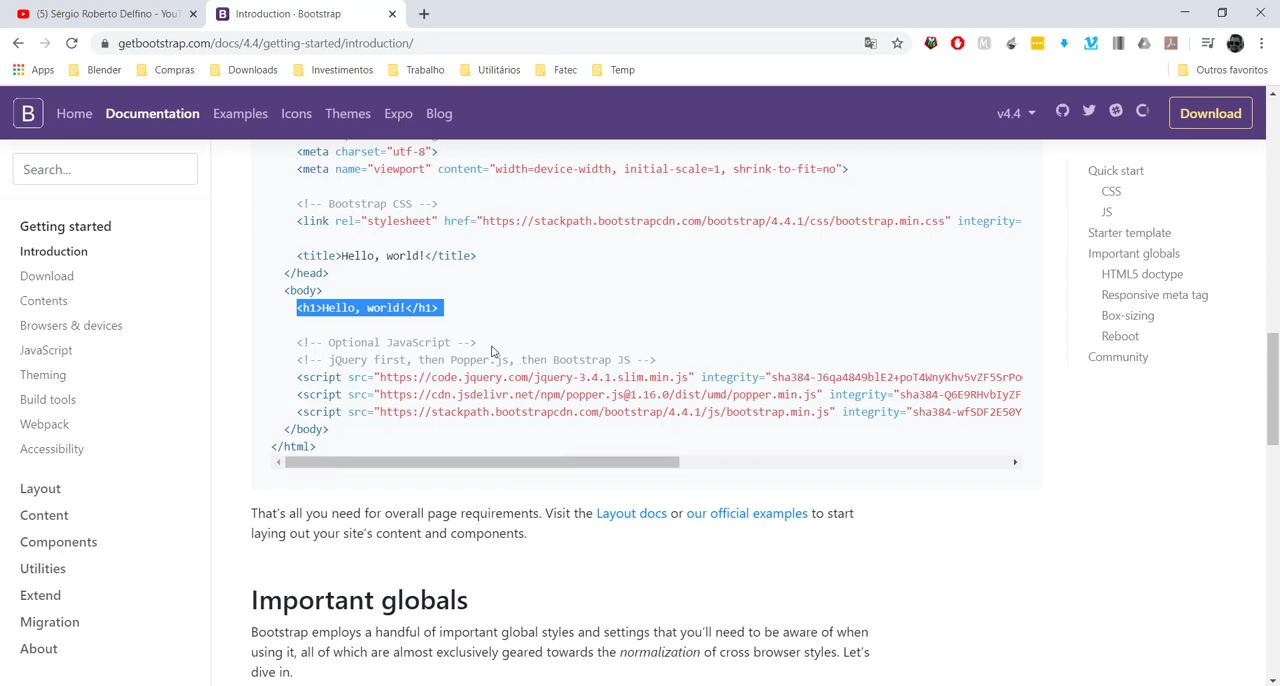 (5) Sérgio Roberto Delfino - YouT
Introduction · Bootstrap
getbootstrap.com/docs/4.4/getting-started/introduction/
Apps Blender Compras Downloads Investimentos Trabalho Utilitários Fatec Temp Outros favoritos
B Home Documentation Examples Icons Themes Expo Blog v4.4 Download
Search...
Getting started
Introduction
Download
Contents
Browsers & devices
JavaScript
Theming
Build tools
Webpack
Accessibility
Layout
Content
Components
Utilities
Extend
Migration
About
<meta charset="utf-8">
<meta name="viewport" content="width=device-width, initial-scale=1, shrink-to-fit=no">
<!-- Bootstrap CSS -->
<link rel="stylesheet" href="https://stackpath.bootstrapcdn.com/bootstrap/4.4.1/css/bootstrap.min.css" integrity=
<title>Hello, world!</title>
</head>
<body>
<h1>Hello, world!</h1>
<!-- Optional JavaScript -->
<!-- jQuery first, then Popper.js, then Bootstrap JS -->
<script src="https://code.jquery.com/jquery-3.4.1.slim.min.js" integrity="sha384-J6qa4849blE2+poT4WnyKhv5vZF5SrPo
<script src="https://cdn.jsdelivr.net/npm/popper.js@1.16.0/dist/umd/popper.min.js" integrity="sha384-Q6E9RHvbIyZF
<script src="https://stackpath.bootstrapcdn.com/bootstrap/4.4.1/js/bootstrap.min.js" integrity="sha384-wfSDF2E50Y
</body>
</html>
That's all you need for overall page requirements. Visit the Layout docs or our official examples to start
laying out your site's content and components.
Important globals
Bootstrap employs a handful of important global styles and settings that you'll need to be aware of when
using it, all of which are almost exclusively geared towards the normalization of cross browser styles. Let's
dive in.
Quick start
CSS
JS
Starter template
Important globals
HTML5 doctype
Responsive meta tag
Box-sizing
Reboot
Community